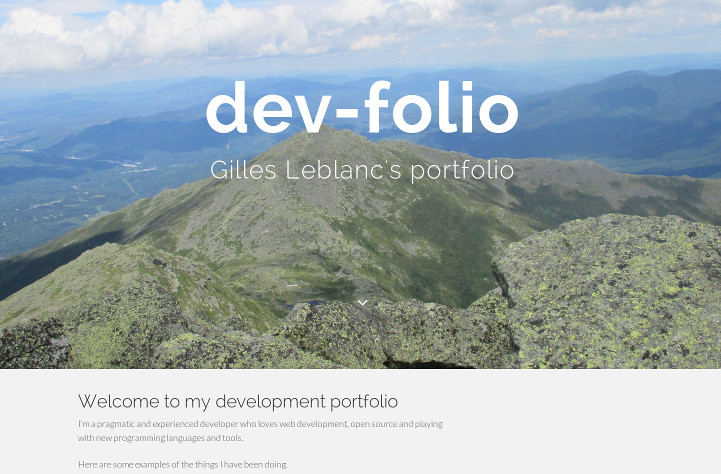 dev-folio
Gilles Leblanc's portfolio
Welcome to my development portfolio
I'm a pragmatic and experienced developer who loves web development, open source and playing
with new programming languages and tools.
Here are some examples of the things I have been doing.